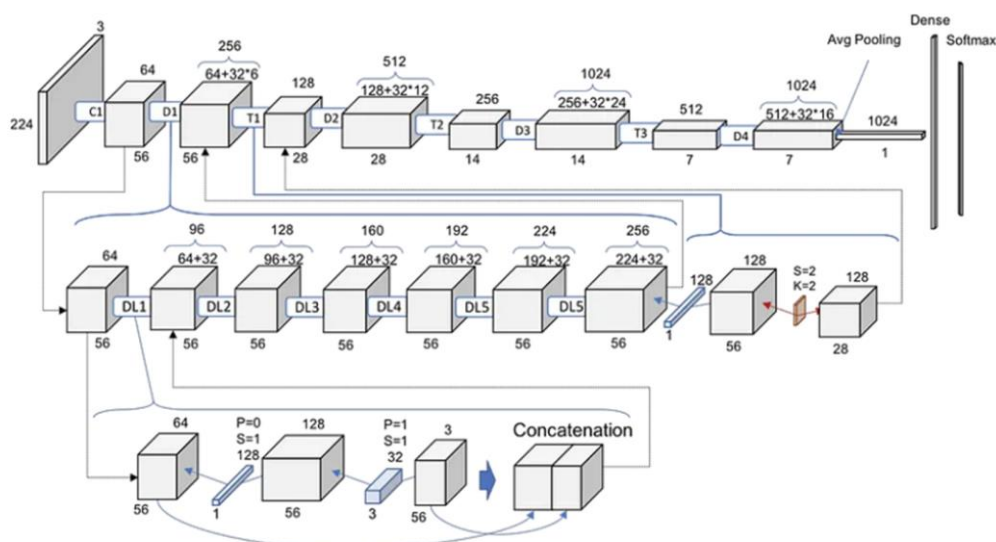 Dense
Softmax
Avg Pooling
3
64
256
64+32*6
128
512
128+32*12
256
1024
256+32*24
512
1024
512+32*16
1024
224
C1
D1
T1
D2
T2
D3
T3
D4
56
56
28
28
14
14
7
7
1
64
96
64+32
128
96+32
160
128+32
192
160+32
224
192+32
256
224+32
128
128
S=2
K=2
128
DL1
DL2
DL3
DL4
DL5
DL5
56
56
56
56
56
56
56
1
56
28
64
P=0
S=1
128
128
P=1
S=1
32
3
Concatenation
56
1
56
3
56